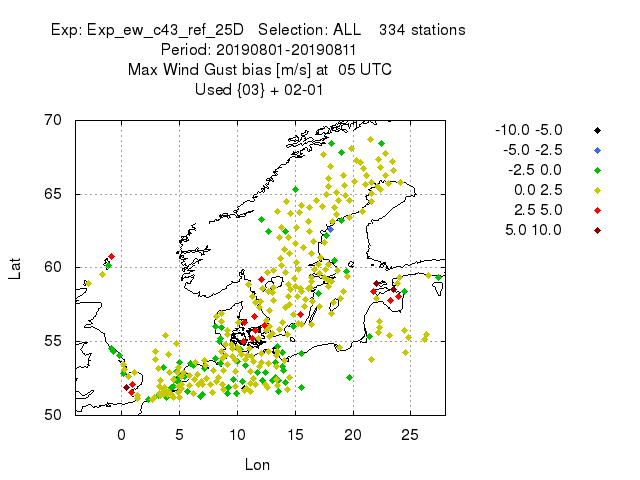 Exp: Exp_ew_c43_ref_25D Selection: ALL 334 stations
Period: 20190801-20190811
Max Wind Gust bias [m/s] at 05 UTC
Used {03} + 02-01
70
65
60
55
50
Lat
0 5 10 15 20 25
Lon
-10.0 -5.0
-5.0 -2.5
-2.5 0.0
0.0 2.5
2.5 5.0
5.0 10.0